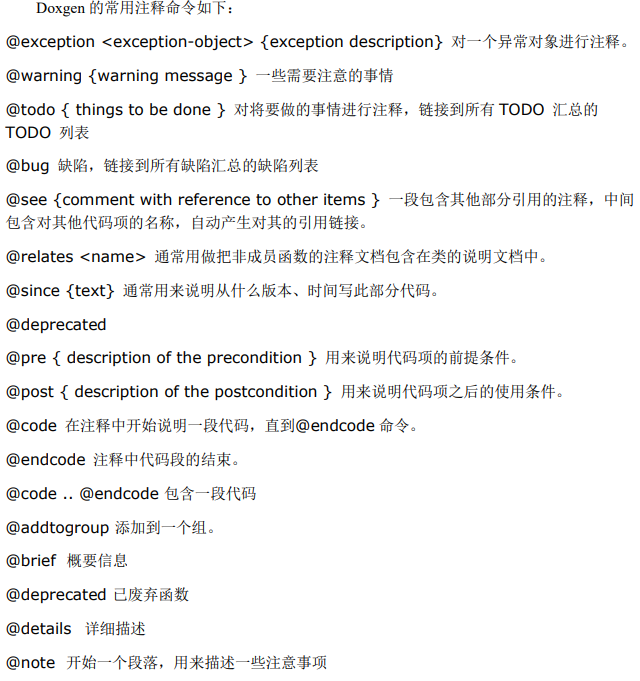 Doxgen 的常用注释命令如下：
@exception <exception-object> {exception description} 对一个异常对象进行注释。
@warning {warning message } 一些需要注意的事情
@todo { things to be done } 对将要做的事情进行注释，链接到所有 TODO 汇总的
TODO 列表
@bug 缺陷，链接到所有缺陷汇总的缺陷列表
@see {comment with reference to other items } 一段包含其他部分引用的注释，中间
包含对其他代码项的名称，自动产生对其的引用链接。
@relates <name> 通常用做把非成员函数的注释文档包含在类的说明文档中。
@since {text} 通常用来说明从什么版本、时间写此部分代码。
@deprecated
@pre { description of the precondition } 用来说明代码项的前提条件。
@post { description of the postcondition } 用来说明代码项之后的使用条件。
@code 在注释中开始说明一段代码，直到@endcode 命令。
@endcode 注释中代码段的结束。
@code .. @endcode 包含一段代码
@addtogroup 添加到一个组。
@brief 概要信息
@deprecated 已废弃函数
@details 详细描述
@note 开始一个段落，用来描述一些注意事项